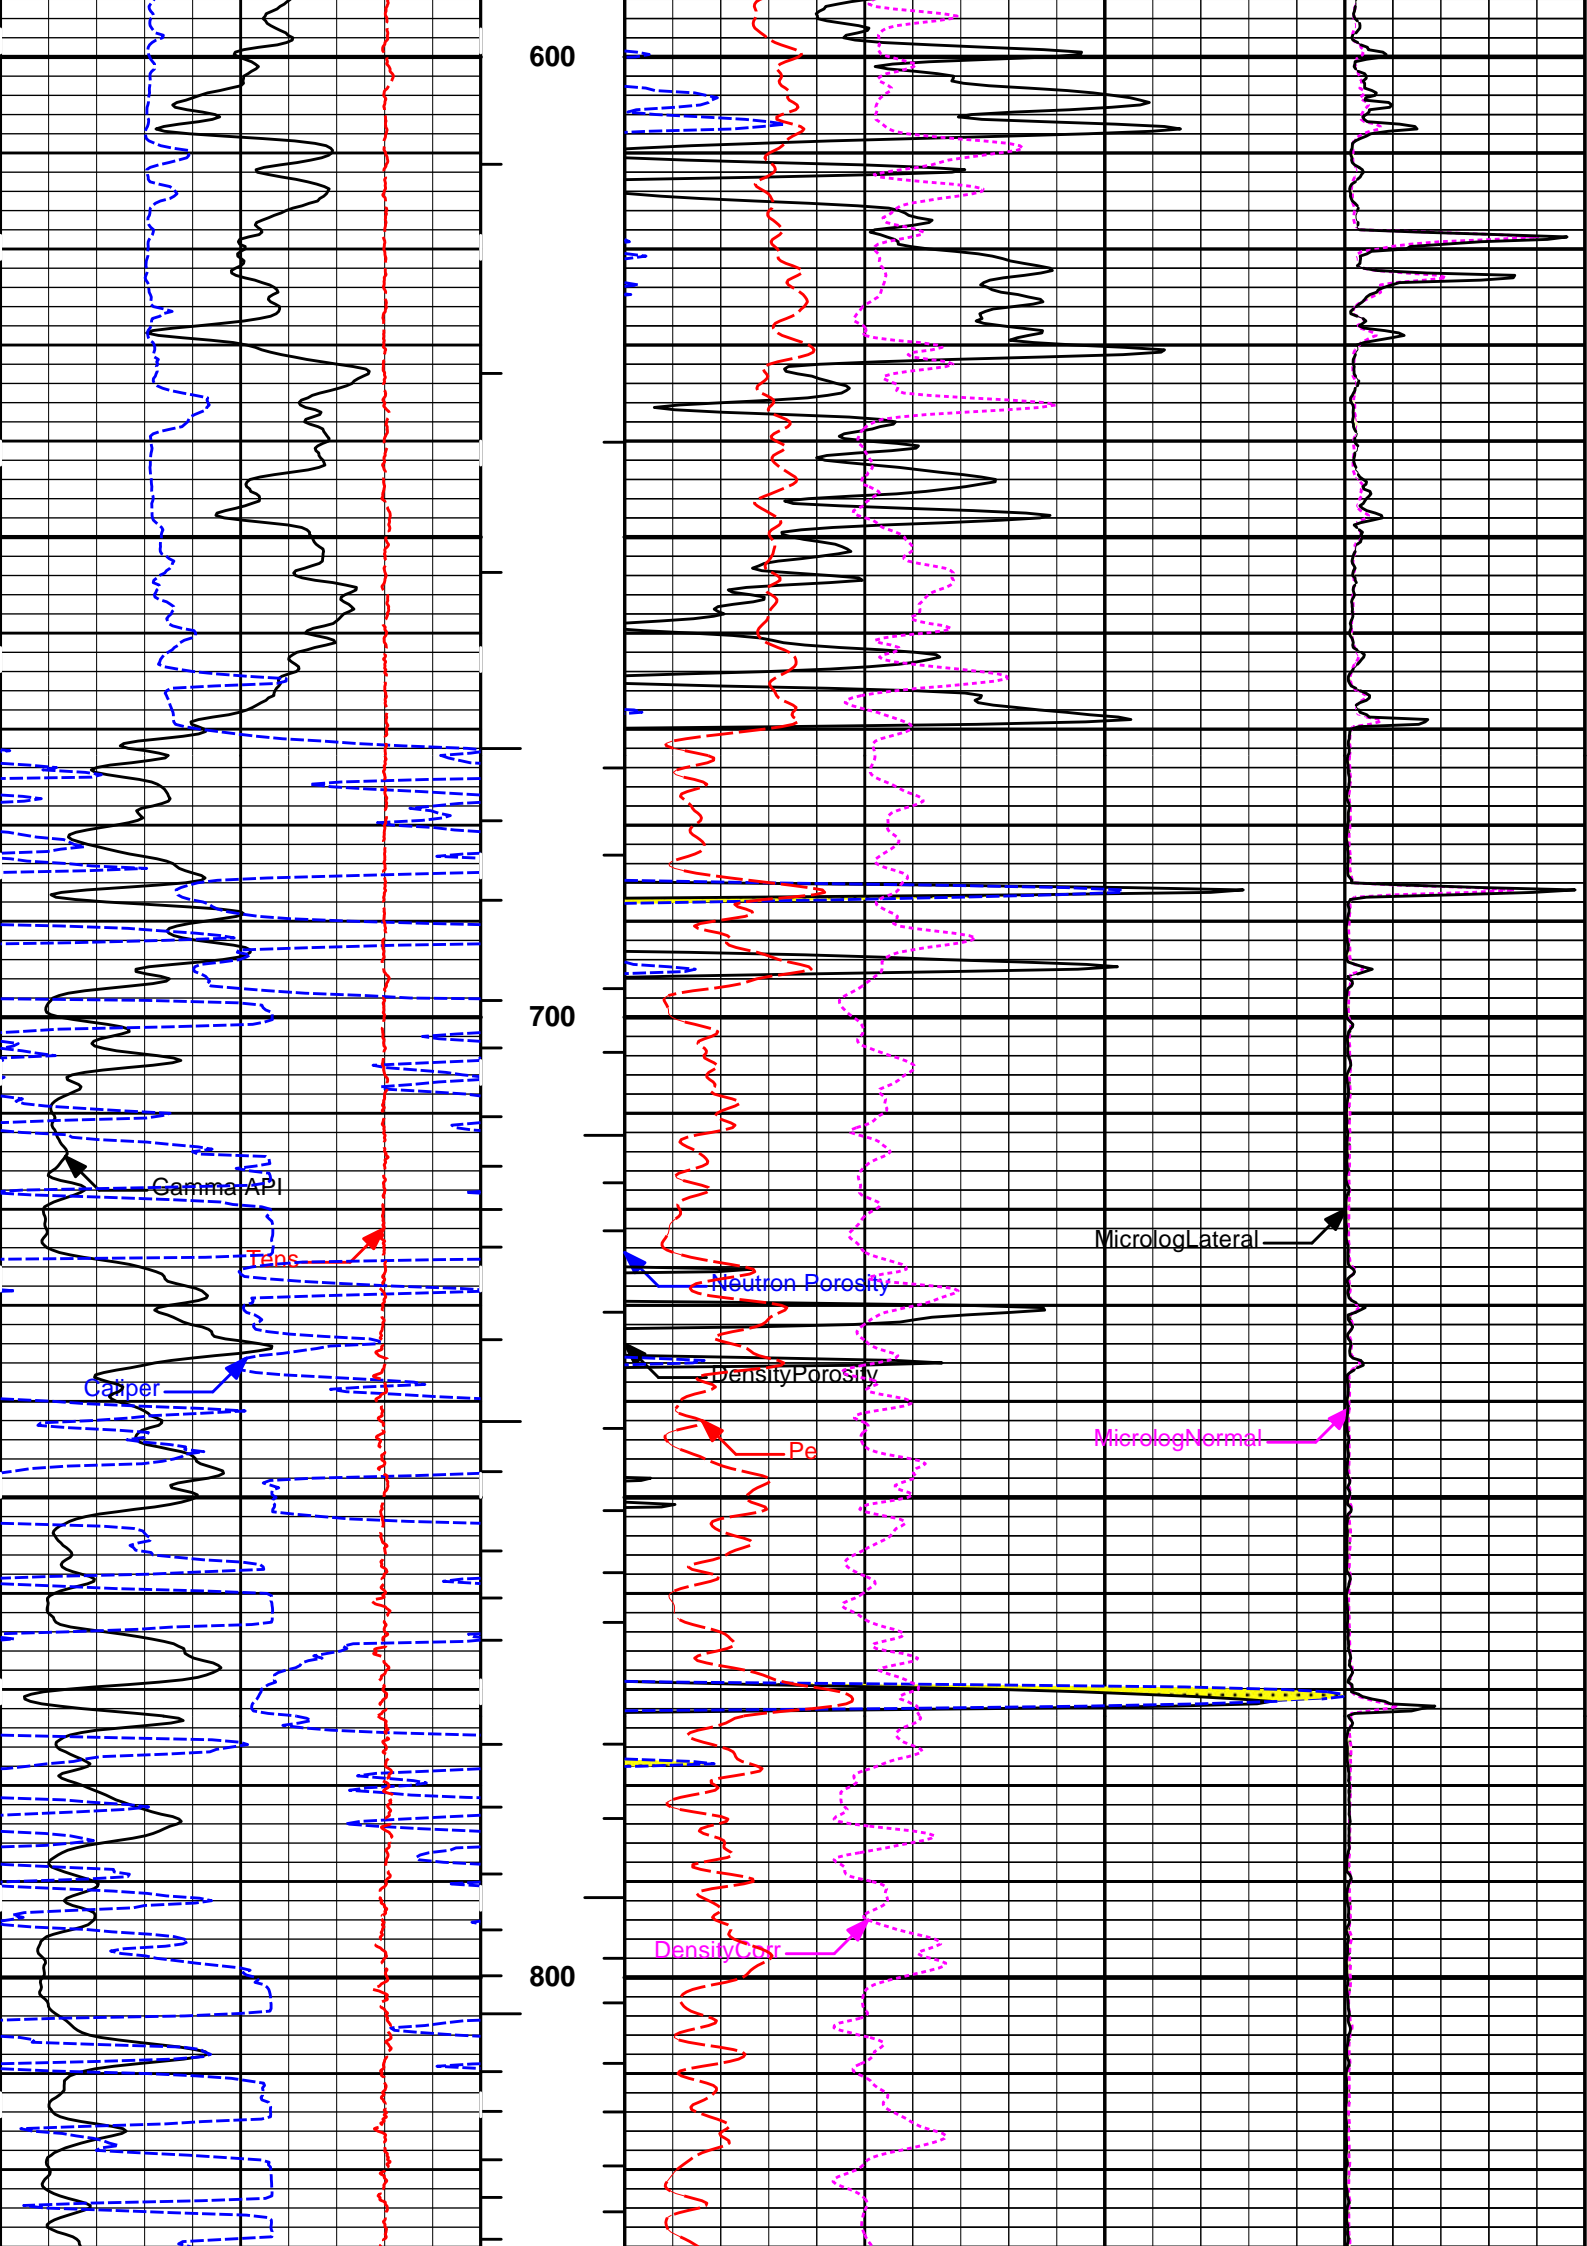 600
700
Gamma API
MicrologLateral
Tens
Neutron Porosity
DensityPorosity
Caliper
MicrologNormal
Pe
DensityCorr
800